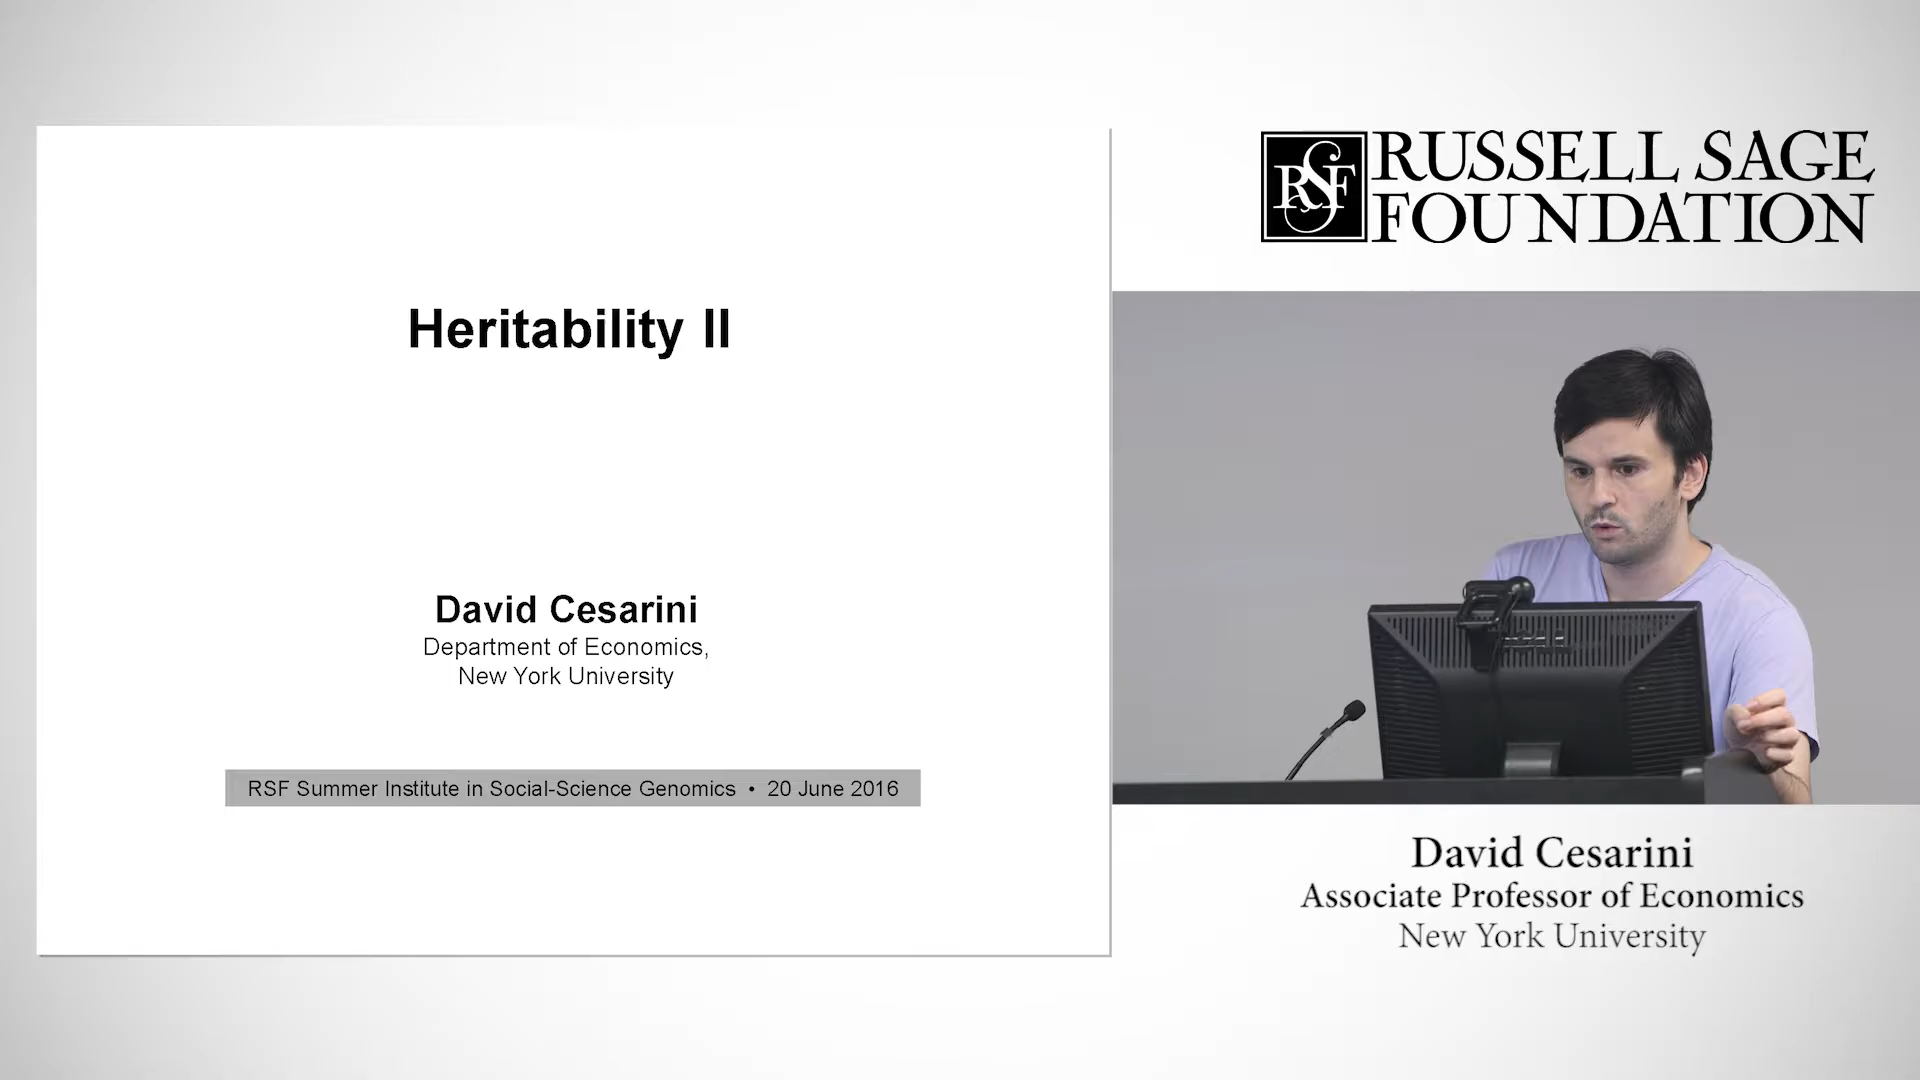 Heritability II
David Cesarini
Department of Economics,
New York University
RSF Summer Institute in Social-Science Genomics • 20 June 2016
RSF
RUSSELL SAGE
FOUNDATION
David Cesarini
Associate Professor of Economics
New York University